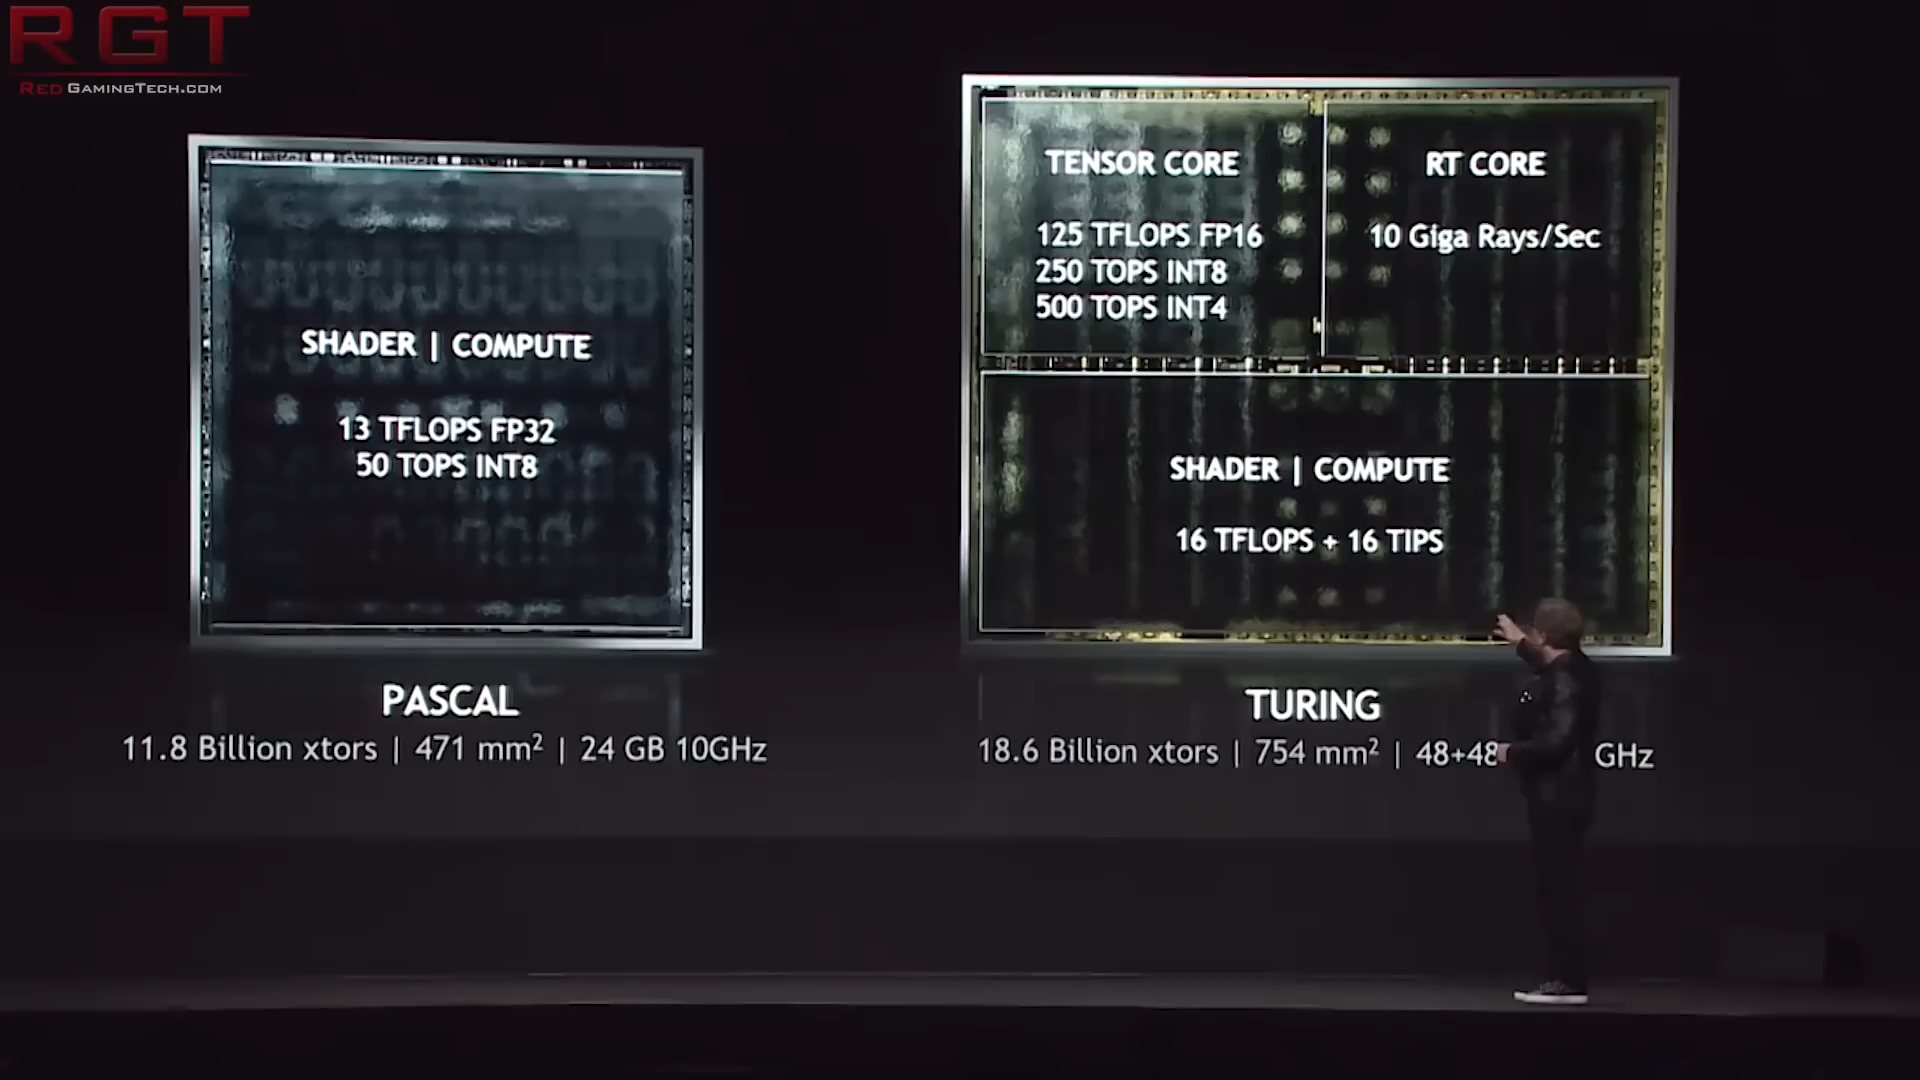 RGT
RedGamingTech.com
SHADER | COMPUTE
13 TFLOPS FP32
50 TOPS INT8
PASCAL
11.8 Billion xtors | 471 mm² | 24 GB 10GHz
TENSOR CORE
125 TFLOPS FP16
250 TOPS INT8
500 TOPS INT4
RT CORE
10 Giga Rays/Sec
SHADER | COMPUTE
16 TFLOPS + 16 TIPS
TURING
18.6 Billion xtors | 754 mm² | 48+48 GHz